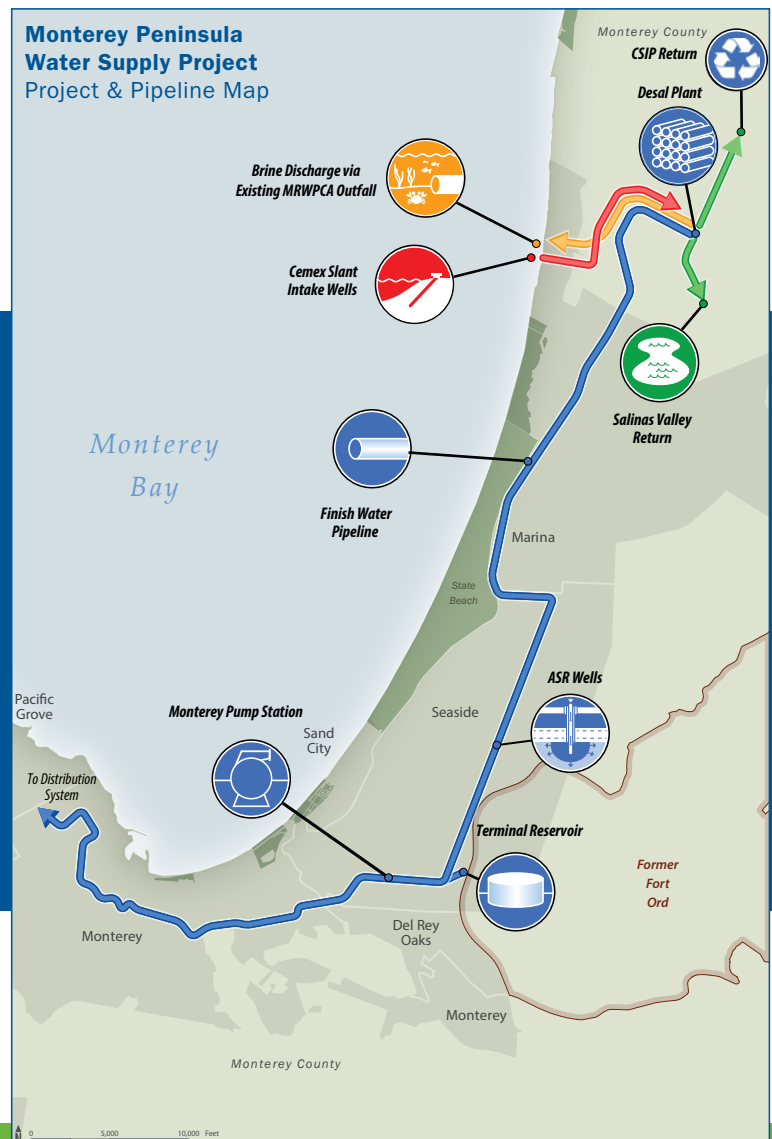 Monterey Peninsula
Water Supply Project
Project & Pipeline Map
Monterey County
CSIP Return
Desal Plant
Brine Discharge via
Existing MRWPCA Outfall
Cemex Slant
Intake Wells
Salinas Valley
Return
Monterey
Bay
Finish Water
Pipeline
Marina
State
Beach
ASR Wells
Pacific
Grove
Monterey Pump Station
Seaside
Sand
City
To Distribution
System
Terminal Reservoir
Former
Fort
Ord
Del Rey
Oaks
Monterey
Monterey
Monterey County
N
0 5,000 10,000 Feet